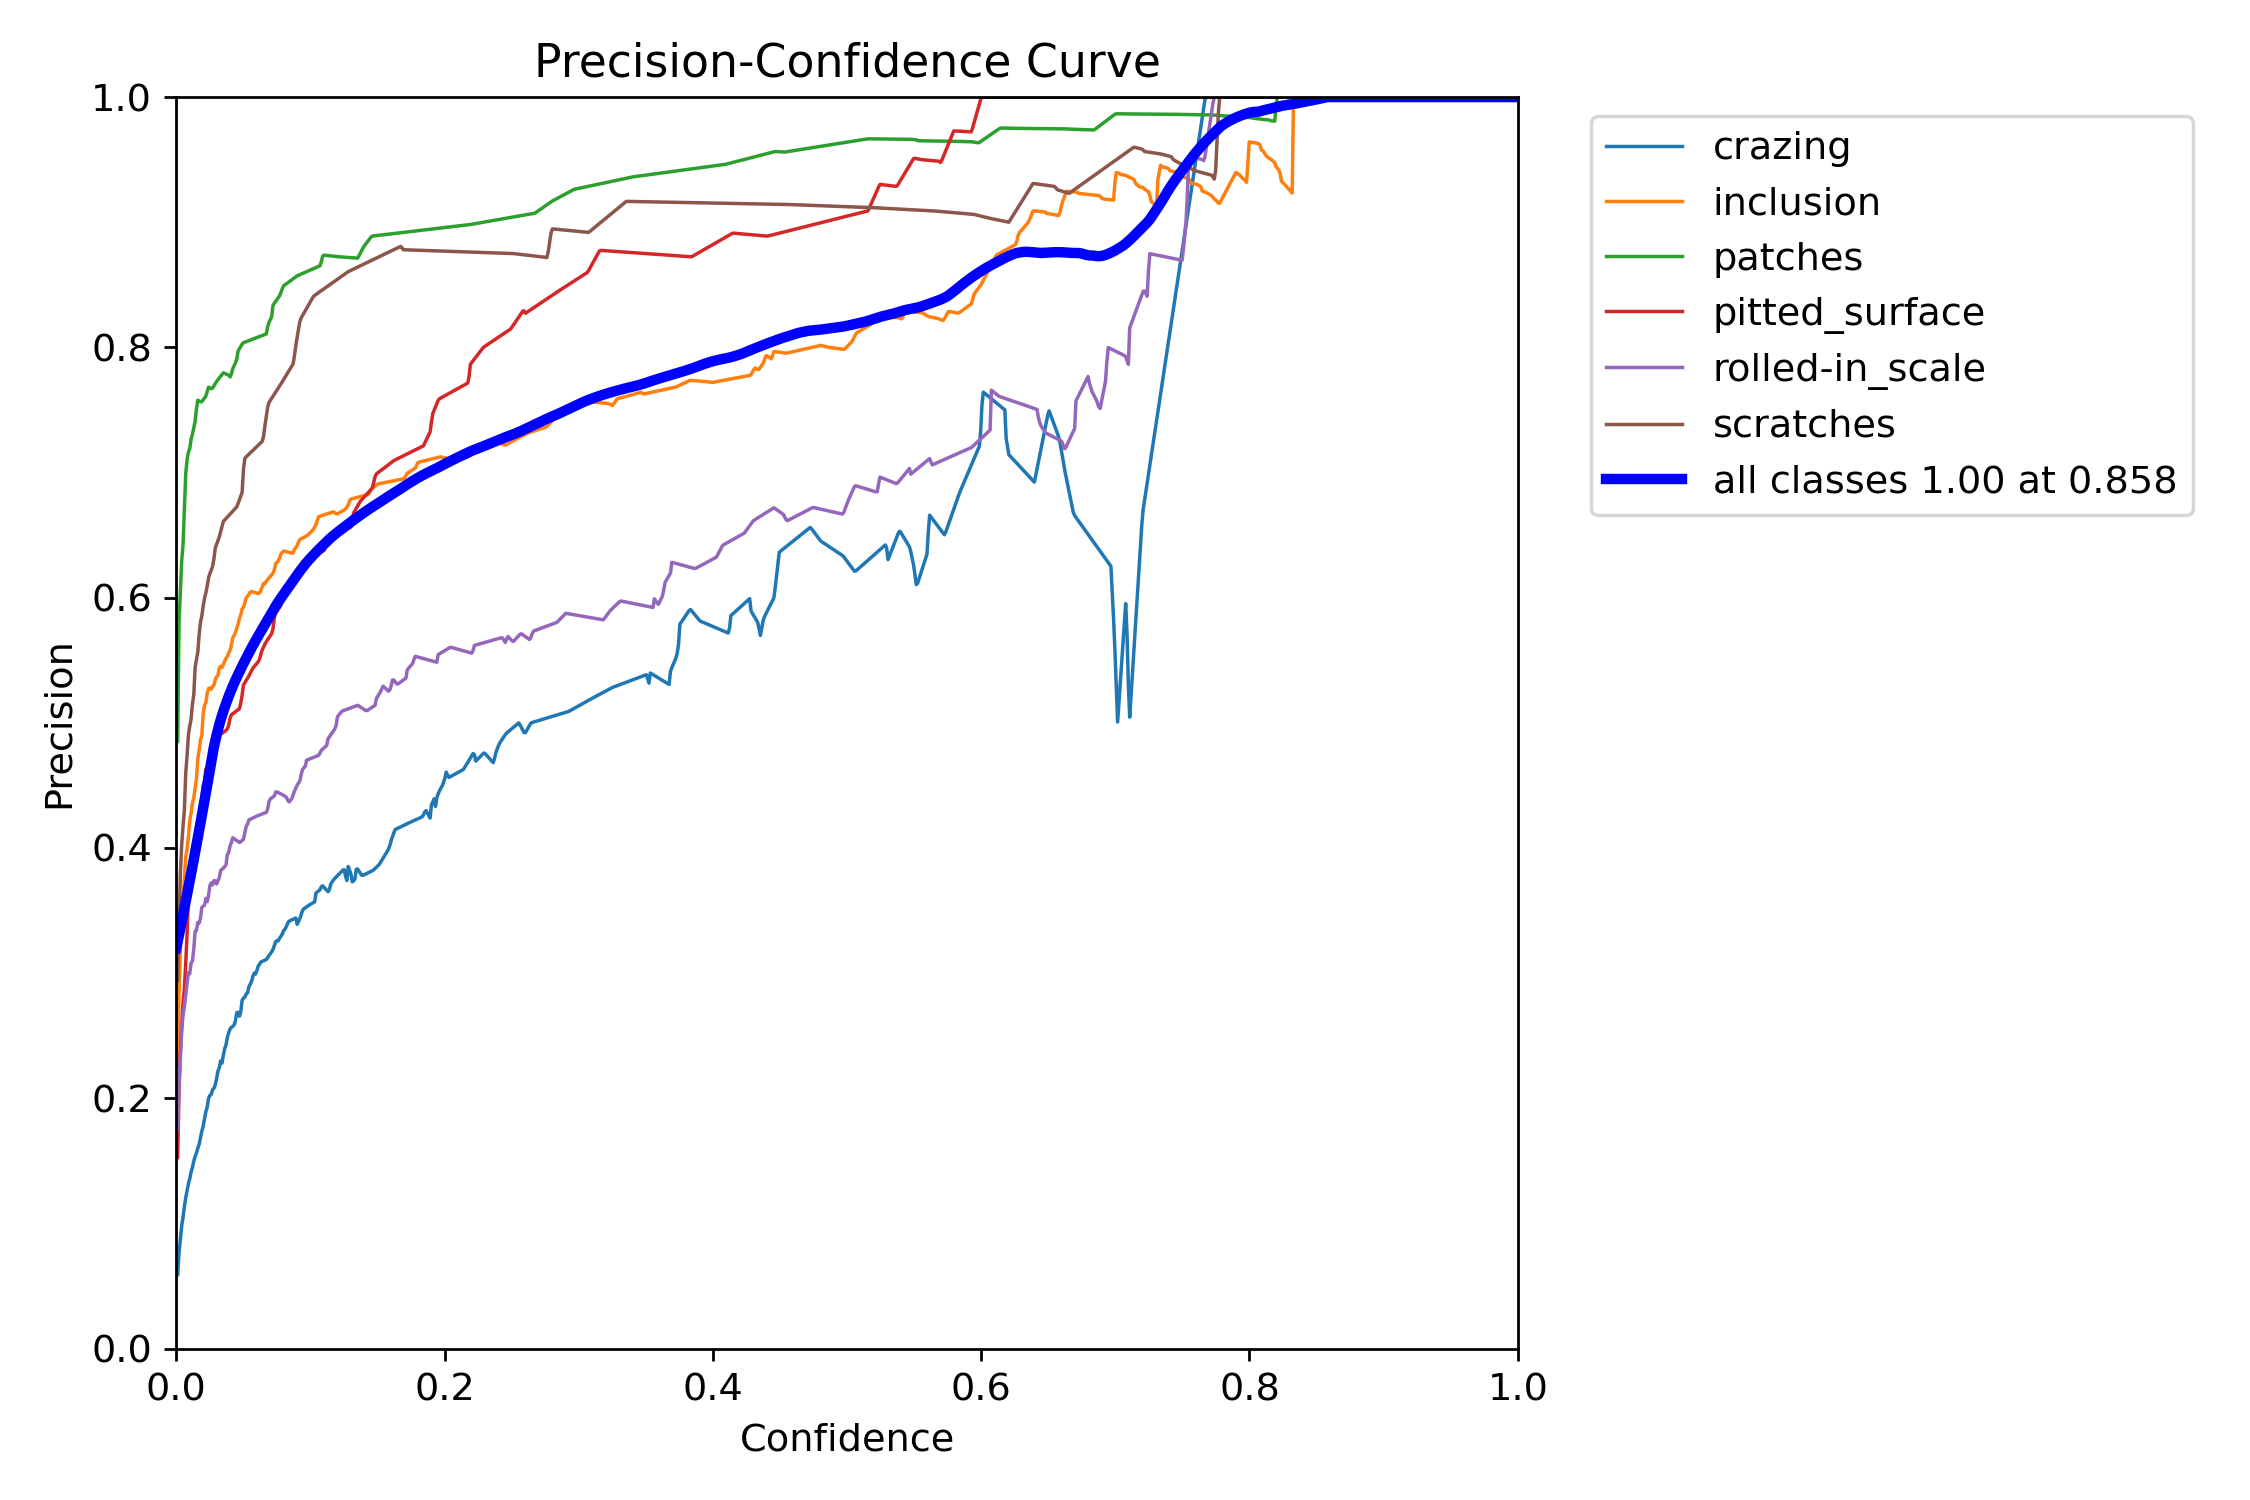 Precision-Confidence Curve
1.0
0.8
0.6
0.4
0.2
0.0
Precision
0.0 0.2 0.4 0.6 0.8 1.0
Confidence
crazing
inclusion
patches
pitted_surface
rolled-in_scale
scratches
all classes 1.00 at 0.858